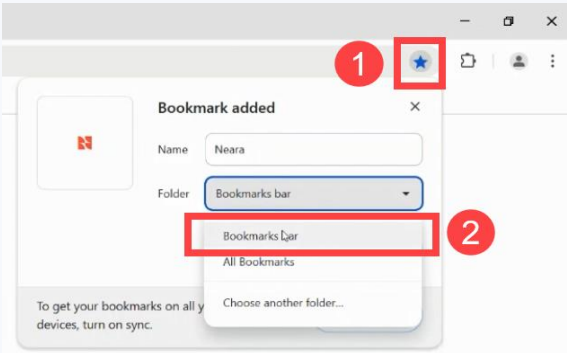 1
Bookmark added
Name Neara
Folder Bookmarks bar
Bookmarks bar
2
All Bookmarks
Choose another folder...
To get your bookmarks on all y
devices, turn on sync.